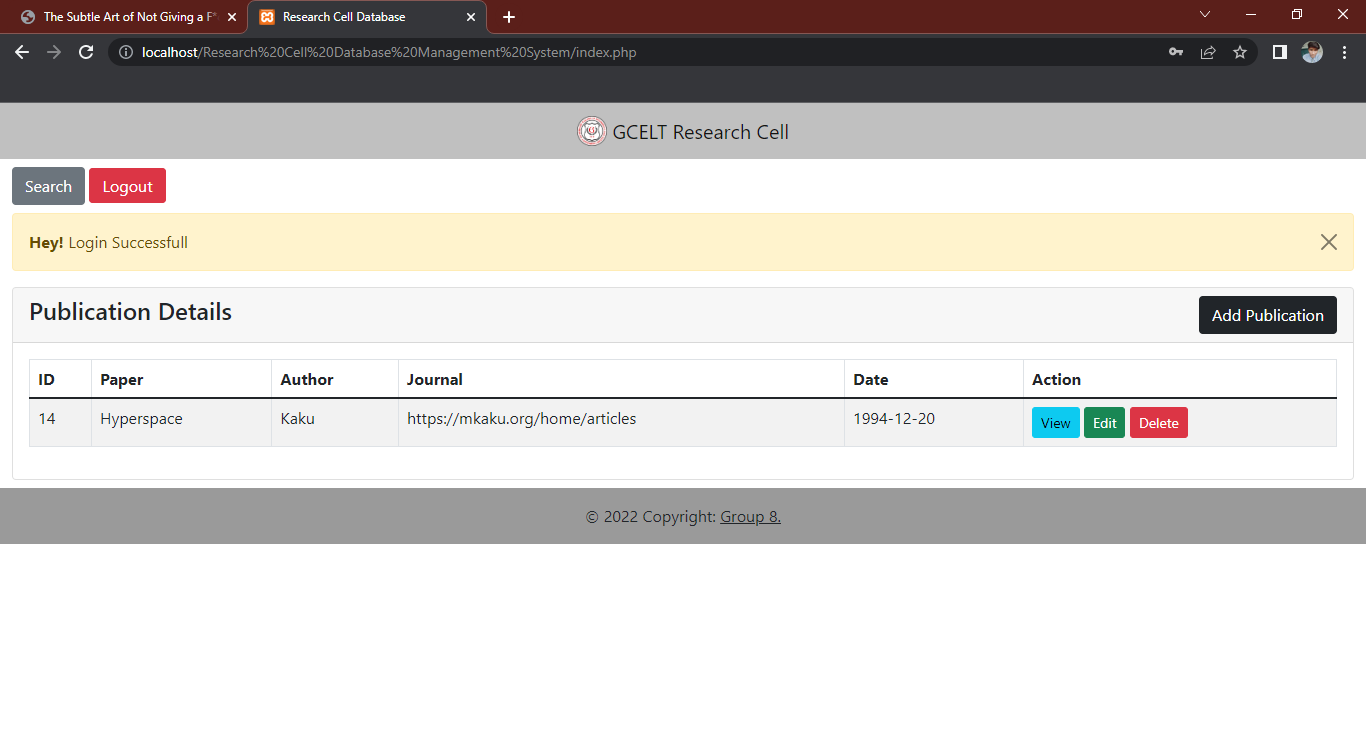 The Subtle Art of Not Giving a F*
Research Cell Database
localhost/Research%20Cell%20Database%20Management%20System/index.php
GCELT Research Cell
Search Logout
Hey! Login Successfull
Publication Details Add Publication
ID Paper Author Journal Date Action
14 Hyperspace Kaku https://mkaku.org/home/articles 1994-12-20 View Edit Delete
© 2022 Copyright: Group 8.